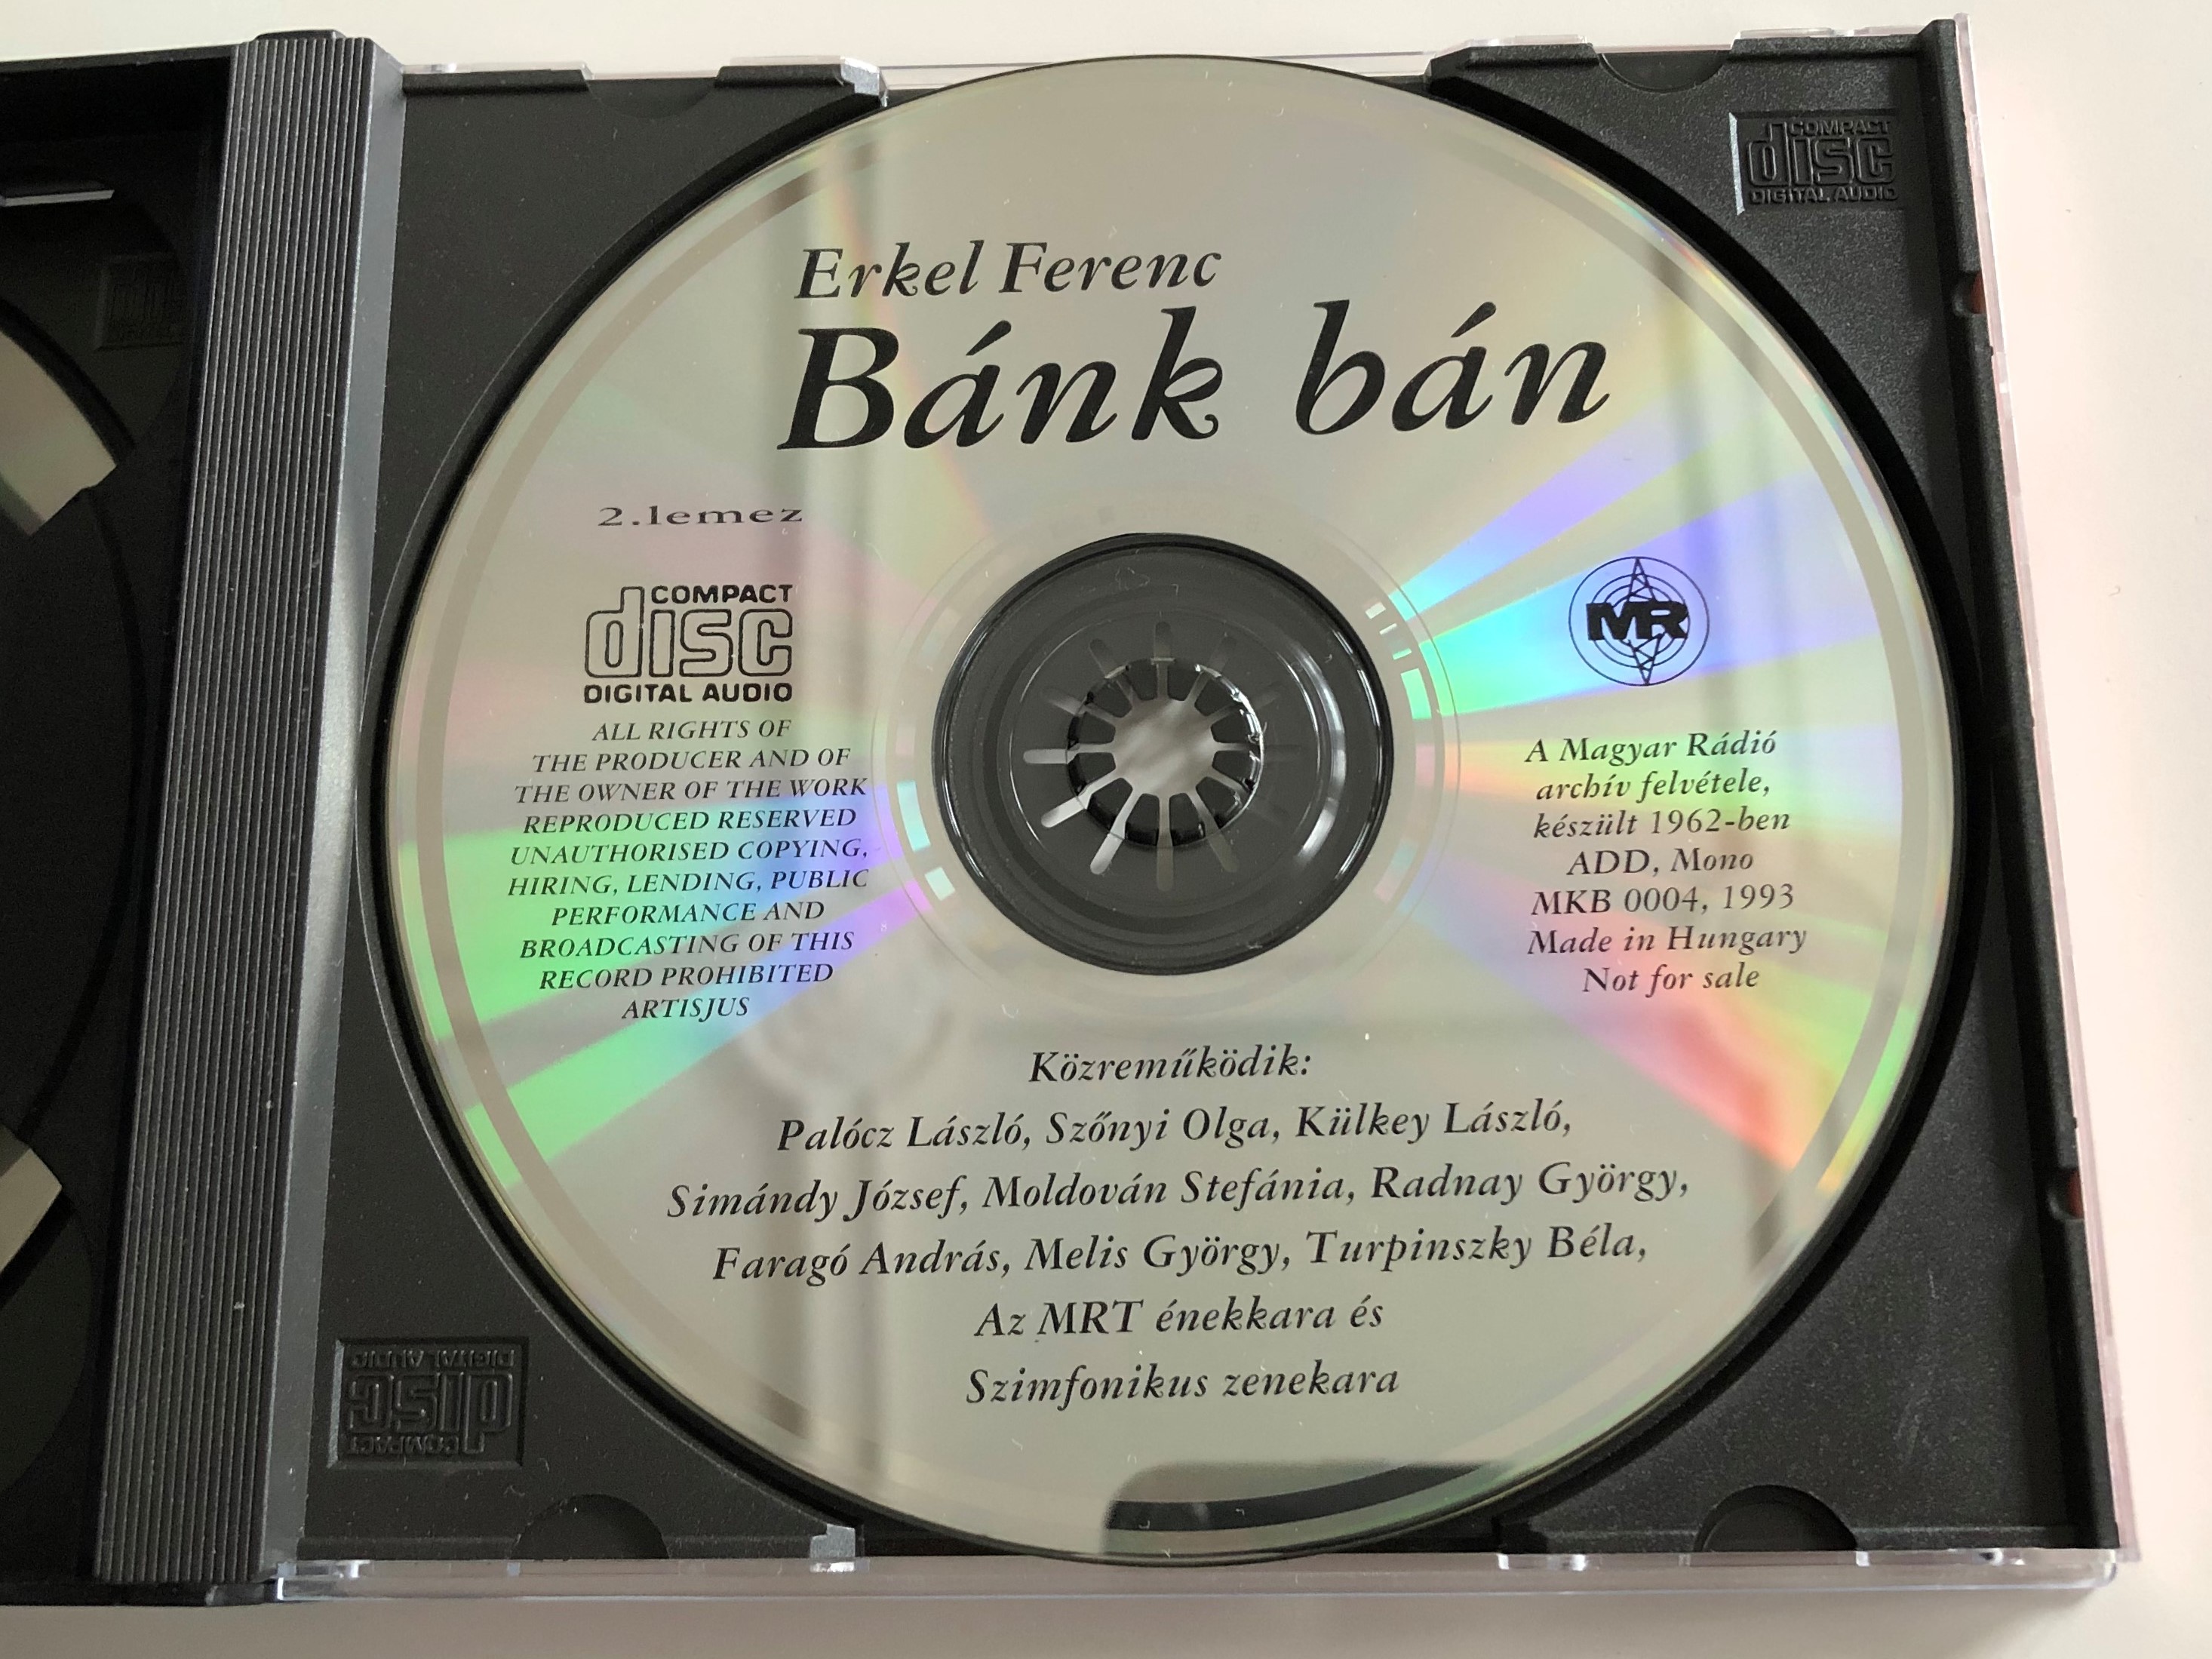 COMPACT
disc
DIGITAL AUDIO
Erkel Ferenc
Bánk bán
2.lemez
COMPACT
disc
DIGITAL AUDIO
ALL RIGHTS OF
THE PRODUCER AND OF
THE OWNER OF THE WORK
REPRODUCED RESERVED
UNAUTHORISED COPYING,
HIRING, LENDING, PUBLIC
PERFORMANCE AND
BROADCASTING OF THIS
RECORD PROHIBITED
ARTISJUS
MR
A Magyar Rádió
archív felvétele,
készült 1962-ben
ADD, Mono
MKB 0004, 1993
Made in Hungary
Not for sale
Közreműködik:
Palócz László, Szőnyi Olga, Külkey László,
Simándy József, Moldován Stefánia, Radnay György,
Faragó András, Melis György, Turpinszky Béla,
Az MRT énekkara és
Szimfonikus zenekara
COMPACT
disc
DIGITAL AUDIO